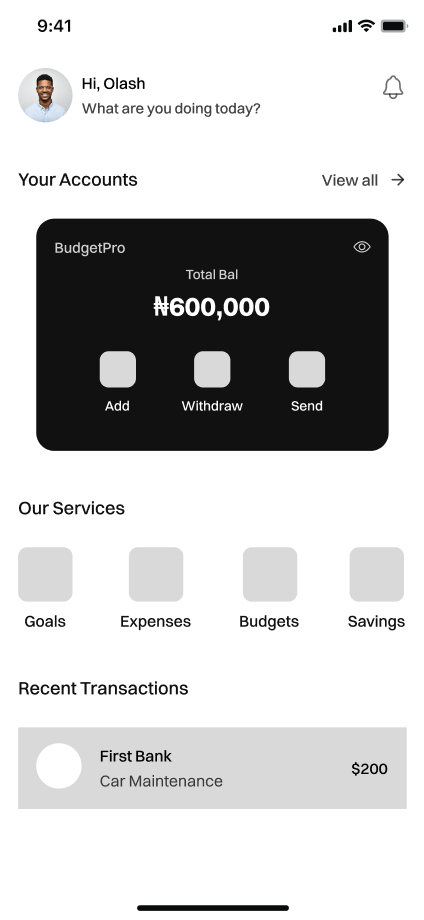 9:41
Hi, Olash
What are you doing today?
Your Accounts
View all
BudgetPro
Total Bal
₦600,000
Add
Withdraw
Send
Our Services
Goals
Expenses
Budgets
Savings
Recent Transactions
First Bank
Car Maintenance
$200